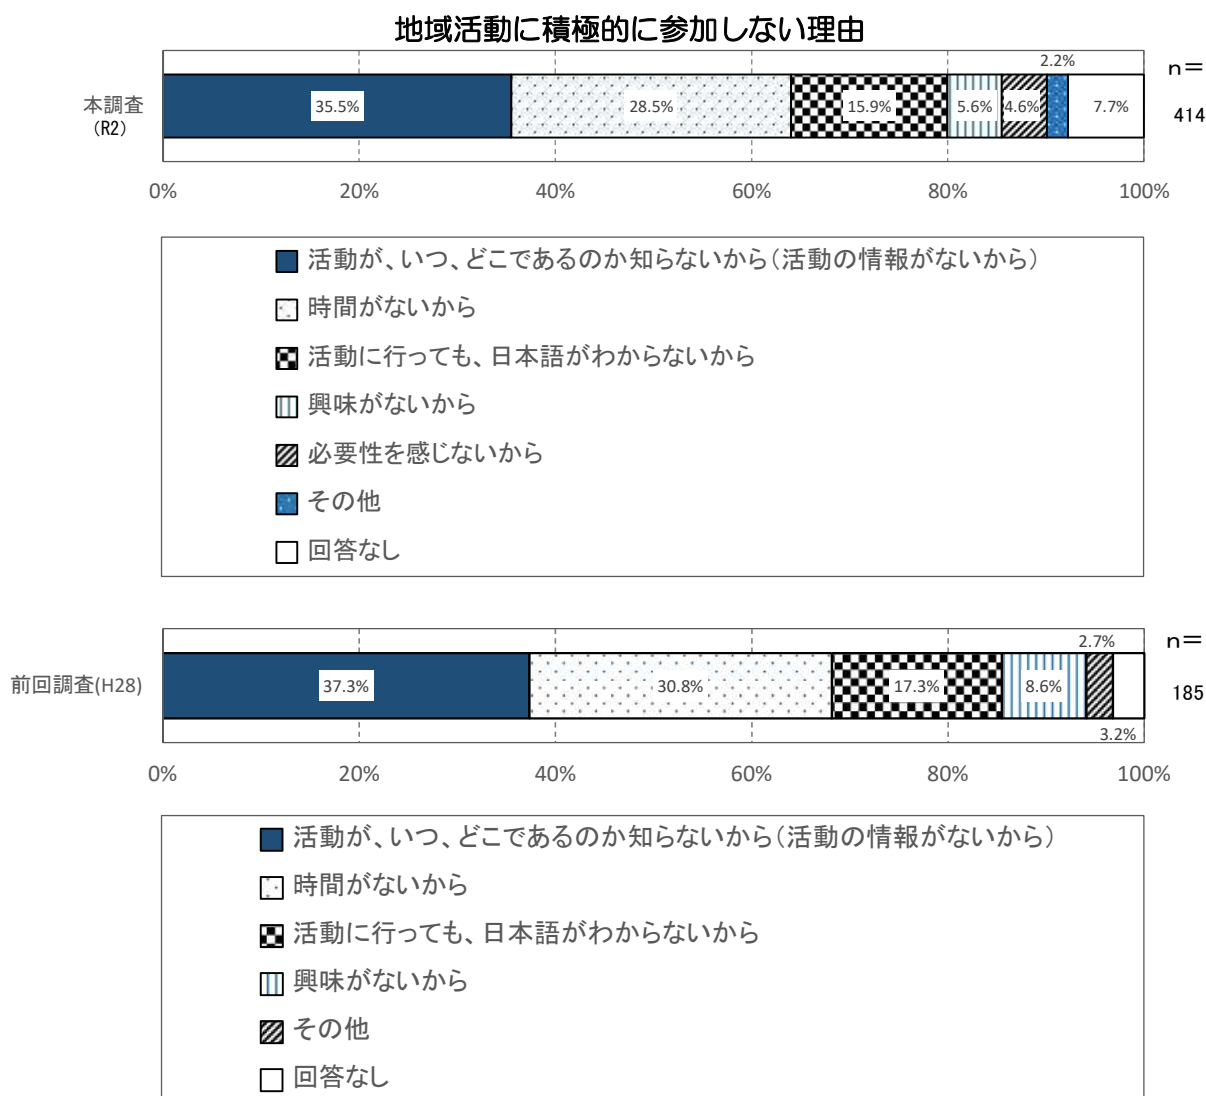 地域活動に積極的に参加しない理由
2.2%
n＝
本調査
(R2)
35.5% 28.5% 15.9% 5.6% 4.6% 7.7%
414
0% 20% 40% 60% 80% 100%
活動が、いつ、どこであるのか知らないから（活動の情報がないから）
時間がないから
活動に行っても、日本語がわからないから
興味がないから
必要性を感じないから
その他
回答なし
2.7%
n＝
前回調査(H28)
37.3% 30.8% 17.3% 8.6%
185
3.2%
0% 20% 40% 60% 80% 100%
活動が、いつ、どこであるのか知らないから（活動の情報がないから）
時間がないから
活動に行っても、日本語がわからないから
興味がないから
その他
回答なし